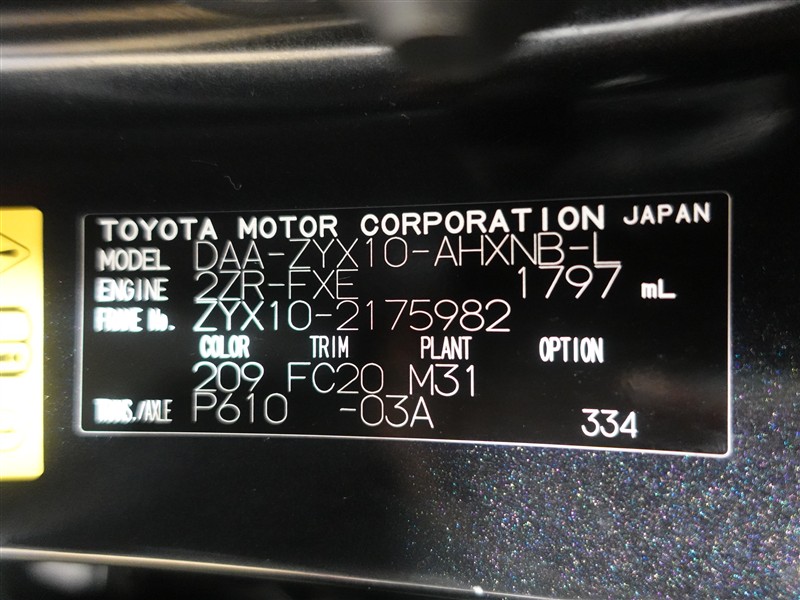 TOYOTA MOTOR CORPORATION JAPAN
MODEL DAA-ZYX10-AHXNB-L
ENGINE 2ZR-FXE 1797 mL
FRAME No. ZYX10-2175982
COLOR TRIM PLANT OPTION
209 FC20 M31
TRANS./AXLE P610 -03A 334